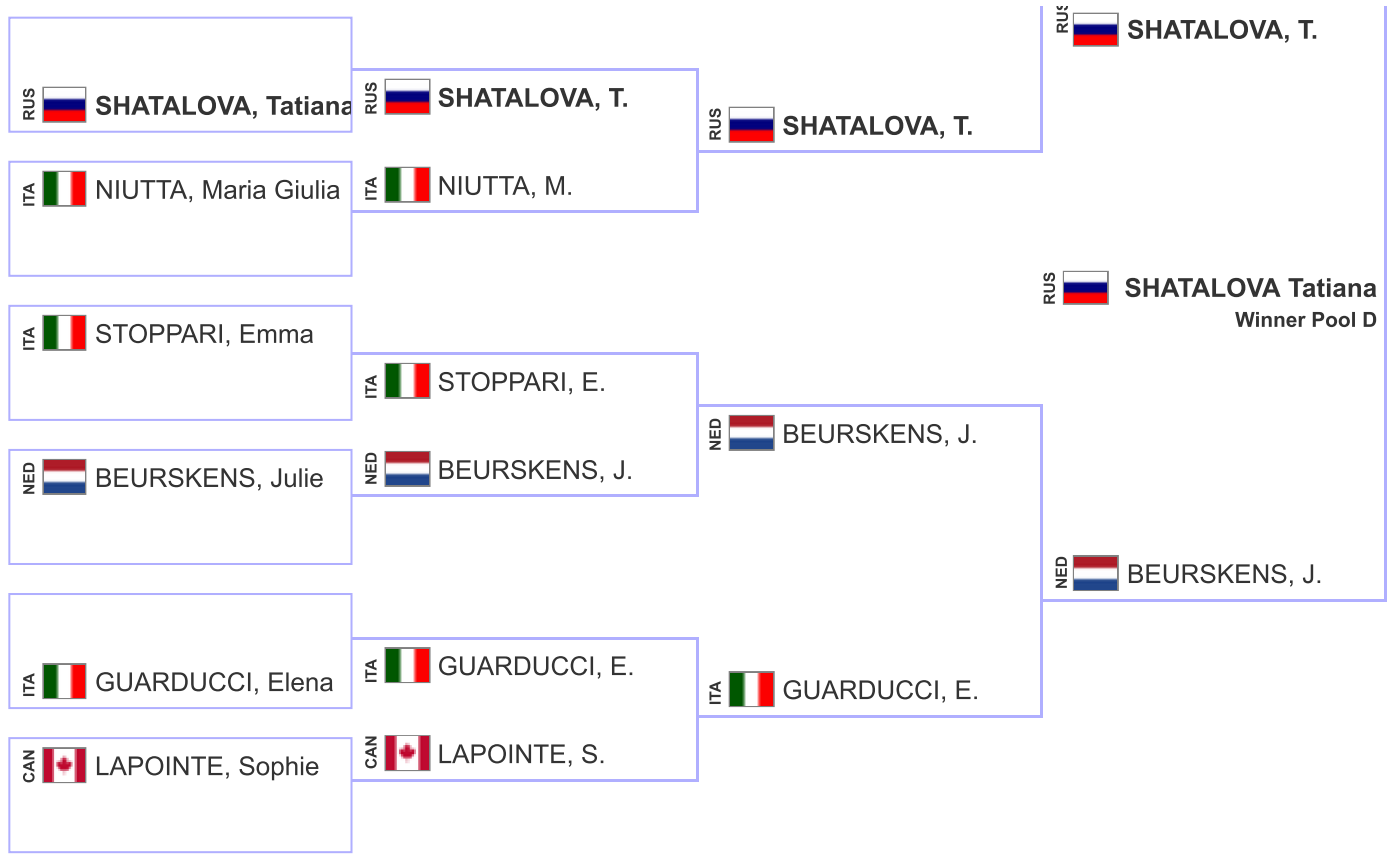 RUS SHATALOVA, Tatiana
ITA NIUTTA, Maria Giulia
ITA STOPPARI, Emma
NED BEURSKENS, Julie
ITA GUARDUCCI, Elena
CAN LAPOINTE, Sophie
RUS SHATALOVA, T.
ITA NIUTTA, M.
ITA STOPPARI, E.
NED BEURSKENS, J.
ITA GUARDUCCI, E.
CAN LAPOINTE, S.
RUS SHATALOVA, T.
NED BEURSKENS, J.
ITA GUARDUCCI, E.
RUS SHATALOVA, T.
RUS SHATALOVA Tatiana
Winner Pool D
NED BEURSKENS, J.